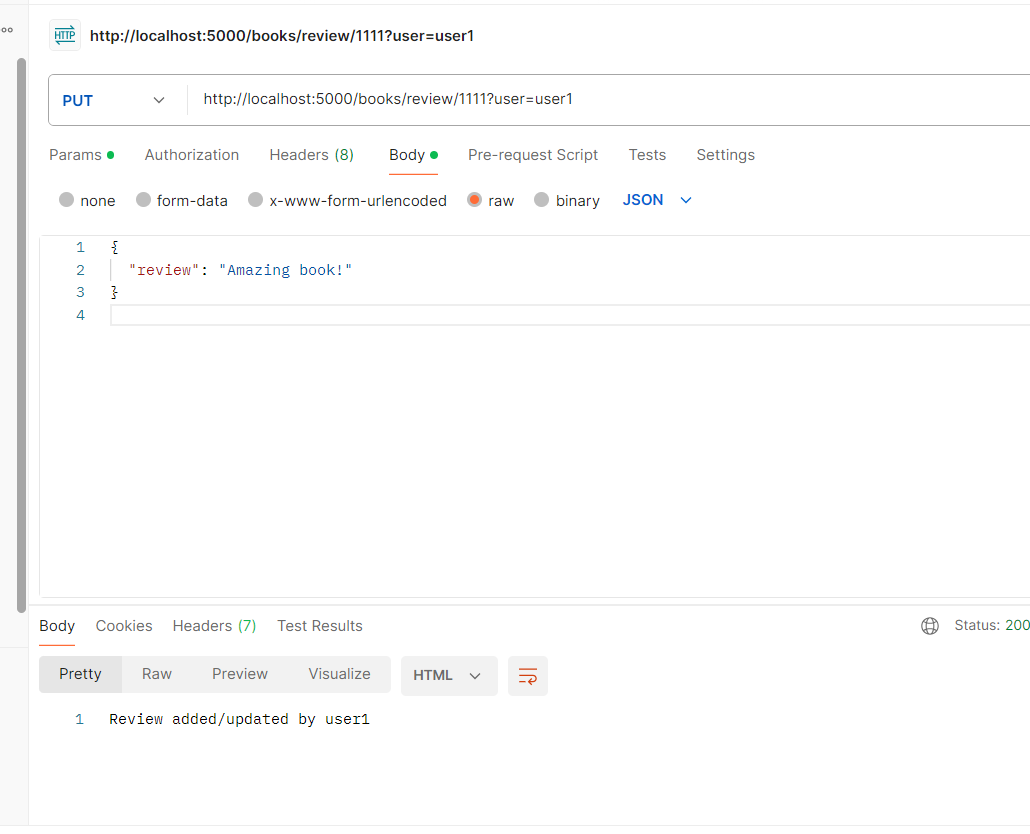 HTTP http://localhost:5000/books/review/1111?user=user1
PUT http://localhost:5000/books/review/1111?user=user1
Params Authorization Headers (8) Body Pre-request Script Tests Settings
none form-data x-www-form-urlencoded raw binary JSON
1 {
2 "review": "Amazing book!"
3 }
4
Body Cookies Headers (7) Test Results Status: 200
Pretty Raw Preview Visualize HTML
1 Review added/updated by user1